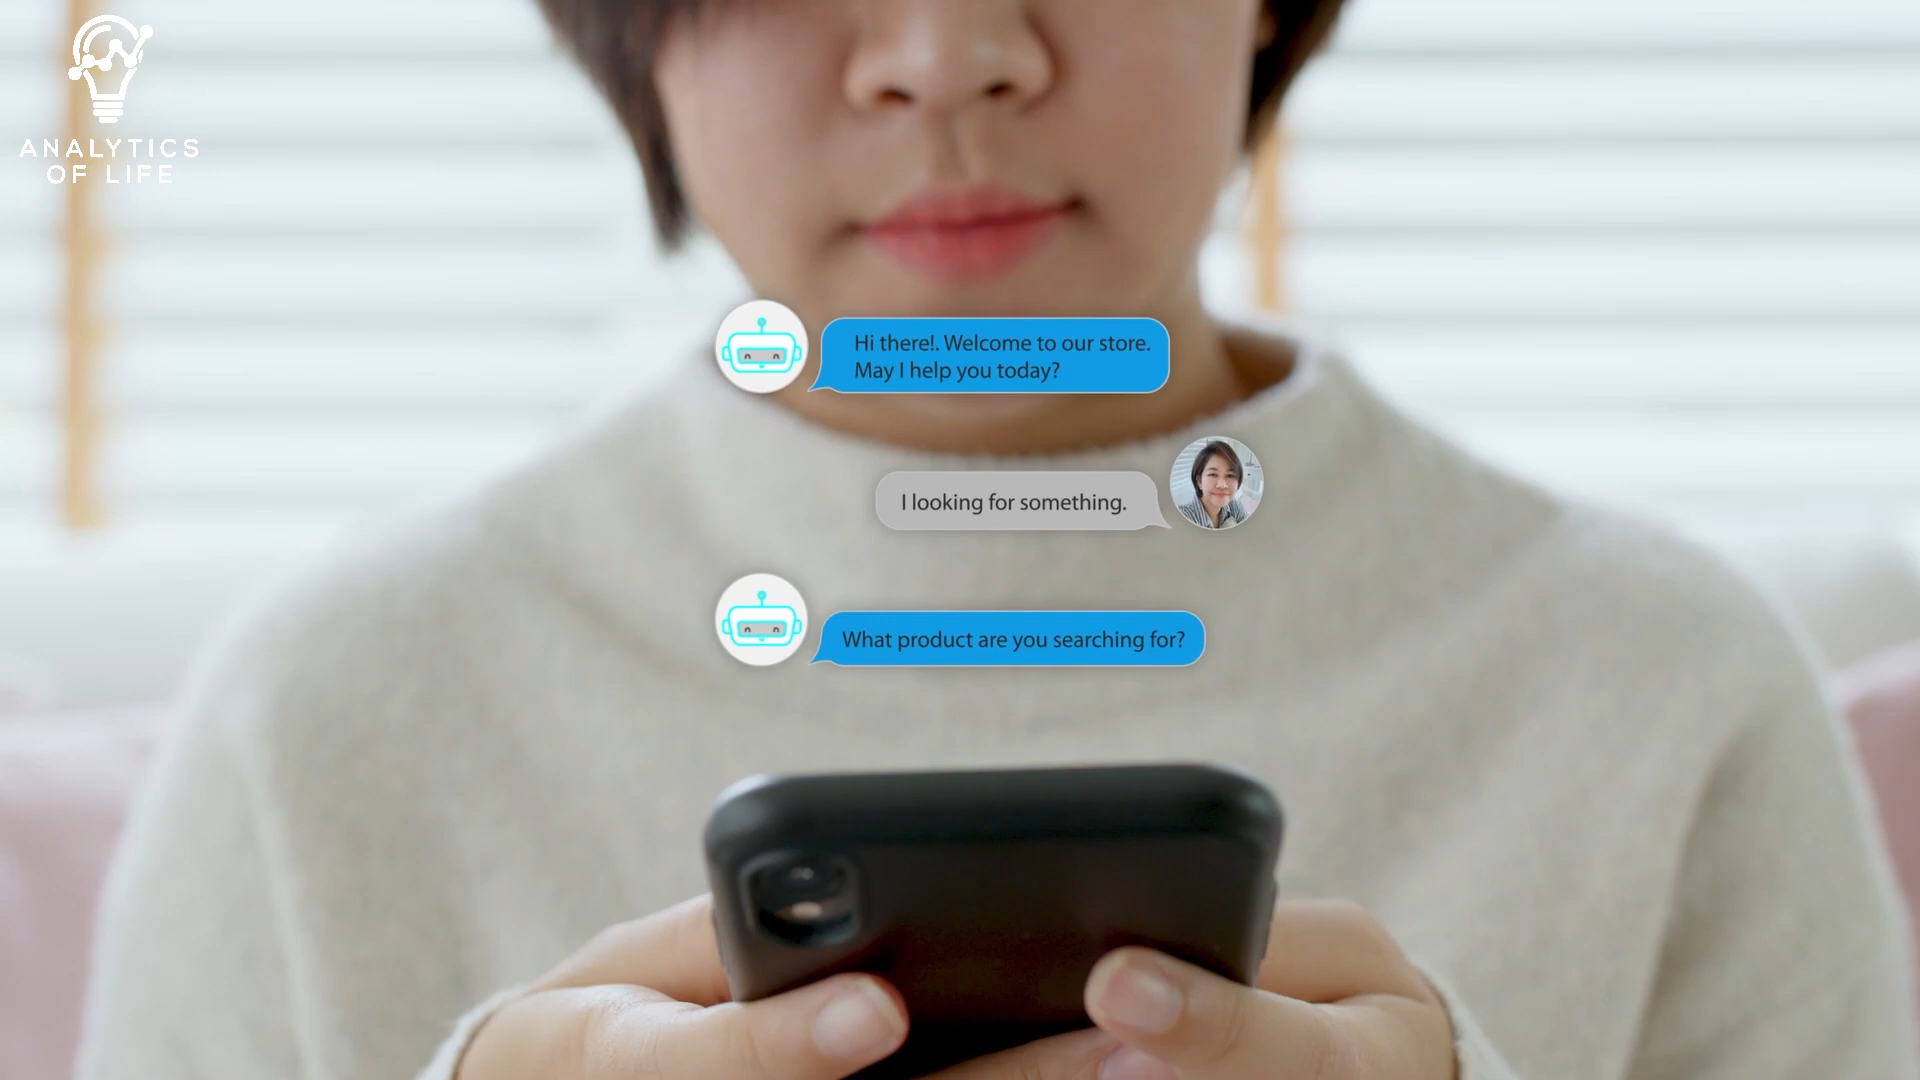 ANALYTICS
OF LIFE
Hi there!. Welcome to our store.
May I help you today?
I looking for something.
What product are you searching for?